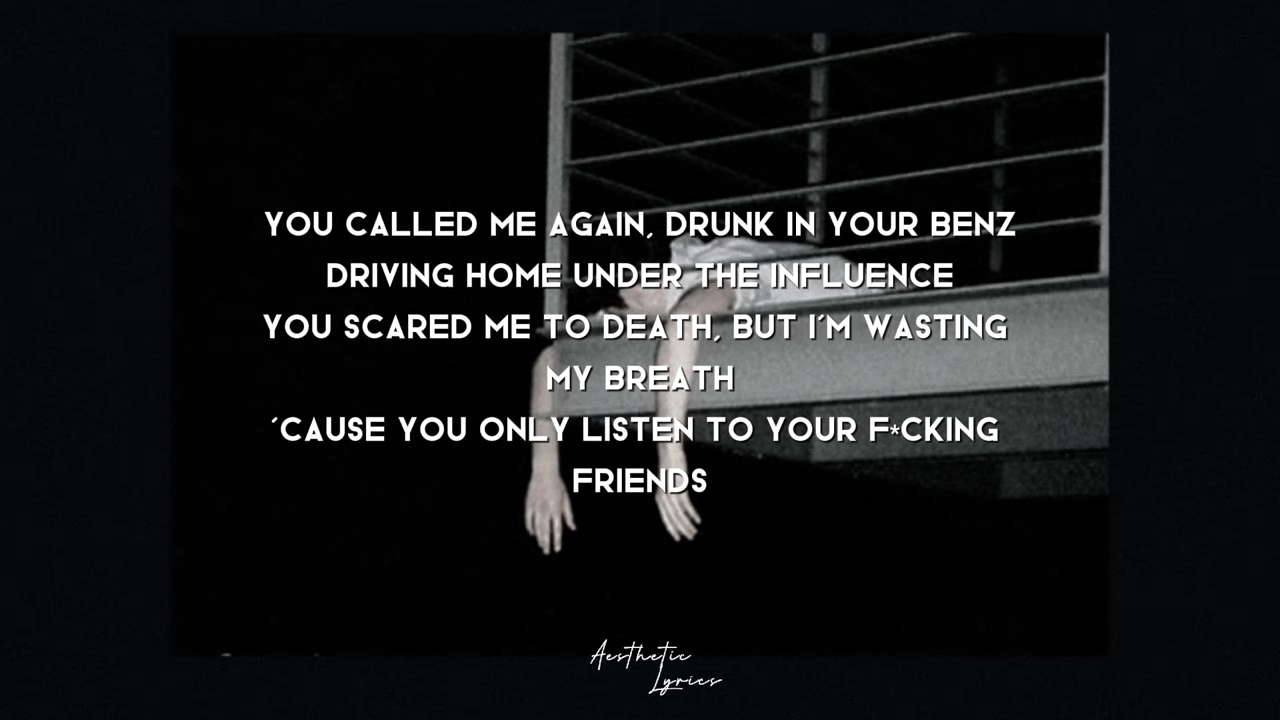 YOU CALLED ME AGAIN, DRUNK IN YOUR BENZ
DRIVING HOME UNDER THE INFLUENCE
YOU SCARED ME TO DEATH, BUT I'M WASTING
MY BREATH
'CAUSE YOU ONLY LISTEN TO YOUR F*CKING
FRIENDS
Aesthetic
Lyrics